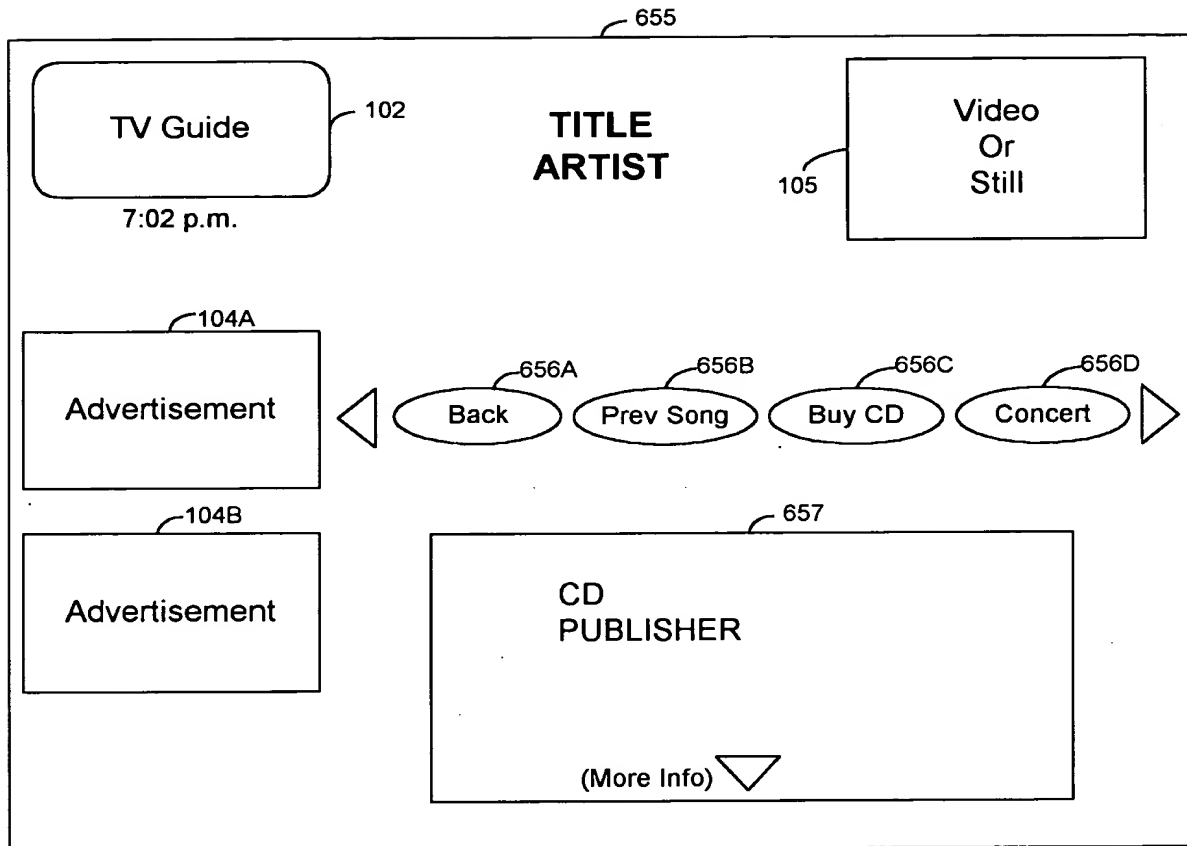 655
TV Guide
102
7:02 p.m.
TITLE
ARTIST
105
Video
Or
Still
104A
Advertisement
656A
656B
656C
656D
Back
Prev Song
Buy CD
Concert
104B
Advertisement
657
CD
PUBLISHER
(More Info)